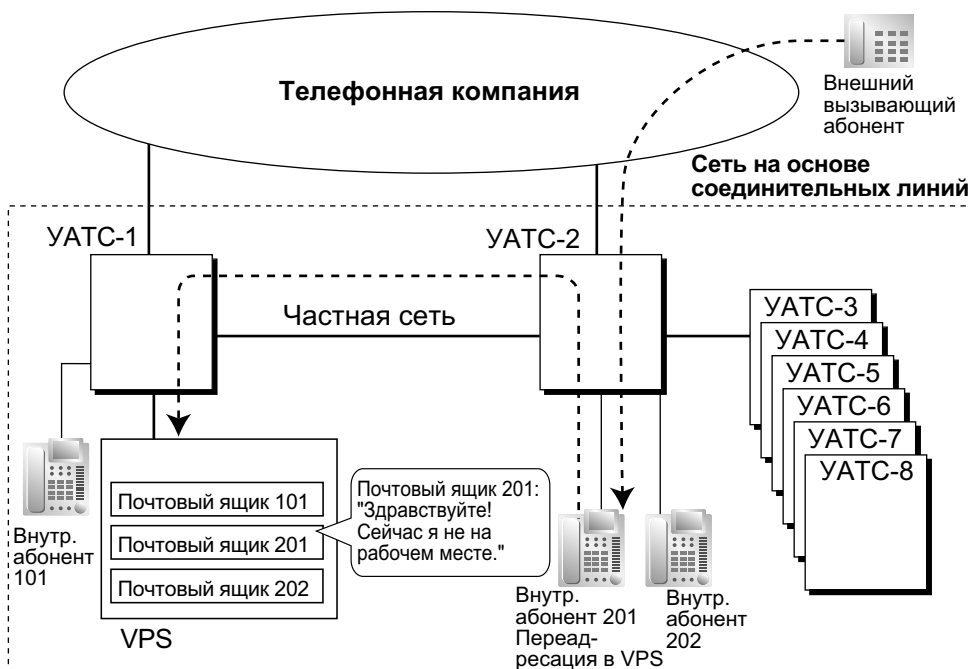 Телефонная компания
Внешний
вызывающий
абонент
Сеть на основе
соединительных линий
УАТС-1
УАТС-2
Частная сеть
УАТС-3
УАТС-4
УАТС-5
УАТС-6
УАТС-7
УАТС-8
Внутр.
абонент
101
Почтовый ящик 101
Почтовый ящик 201
Почтовый ящик 202
VPS
Почтовый ящик 201:
"Здравствуйте!
Сейчас я не на
рабочем месте."
Внутр.
абонент 201
Переад-
ресация в VPS
Внутр.
абонент
202